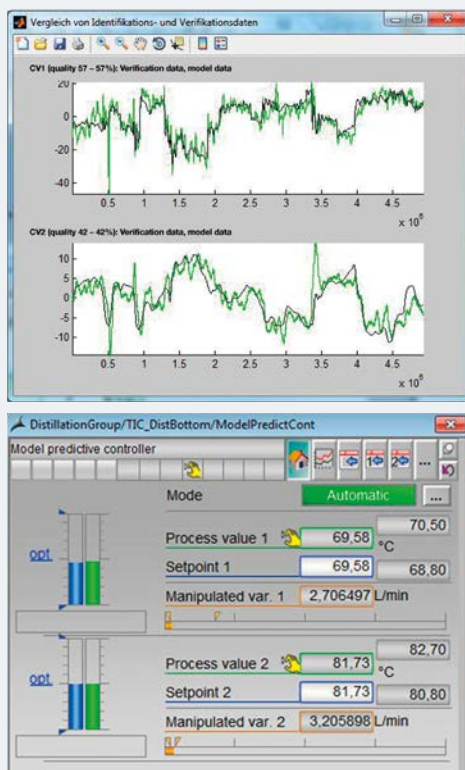 Vergleich von Identifikations- und Verifikationsdaten
CV1 (quality 57 – 57%): Verification data, model data
20
0
-20
-40
0.5 1 1.5 2 2.5 3 3.5 4 4.5
x 10⁵
CV2 (quality 42 – 42%): Verification data, model data
10
5
0
-5
-10
0.5 1 1.5 2 2.5 3 3.5 4 4.5
x 10⁵
DistillationGroup/TIC_DistBottom/ModelPredictCont
Model predictive controller
1 2 ...
Mode Automatic ...
70,50
Process value 1 69,58 °C
opt. Setpoint 1 69,58 68,80
Manipulated var. 1 2,706497 L/min
82,70
Process value 2 81,73 °C
opt. Setpoint 2 81,73 80,80
Manipulated var. 2 3,205898 L/min